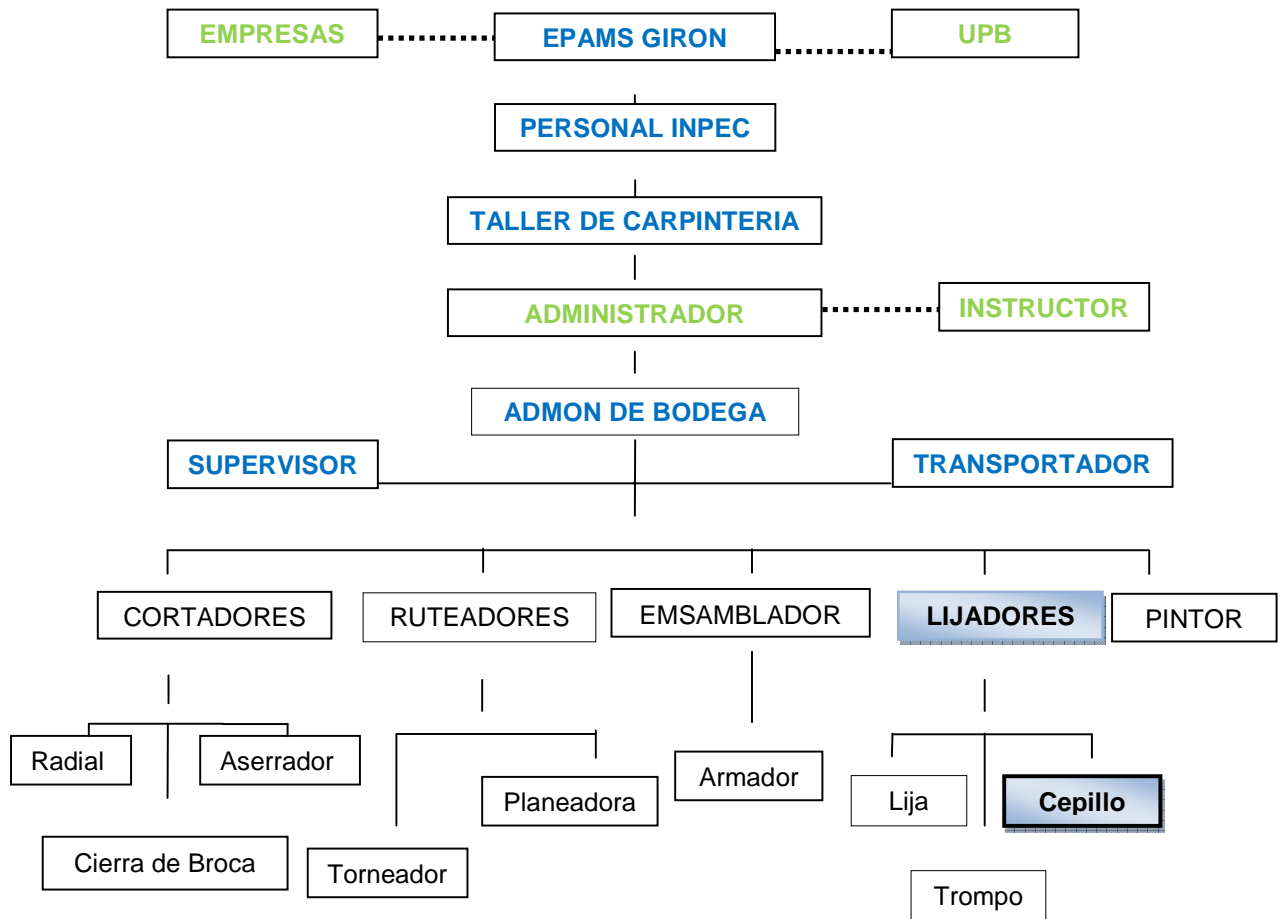 EMPRESAS
EPAMS GIRON
UPB
PERSONAL INPEC
TALLER DE CARPINTERIA
ADMINISTRADOR
INSTRUCTOR
ADMON DE BODEGA
SUPERVISOR
TRANSPORTADOR
CORTADORES
RUTEADORES
EMSAMBLADOR
LIJADORES
PINTOR
Radial
Aserrador
Cierra de Broca
Torneador
Planeadora
Armador
Lija
Cepillo
Trompo